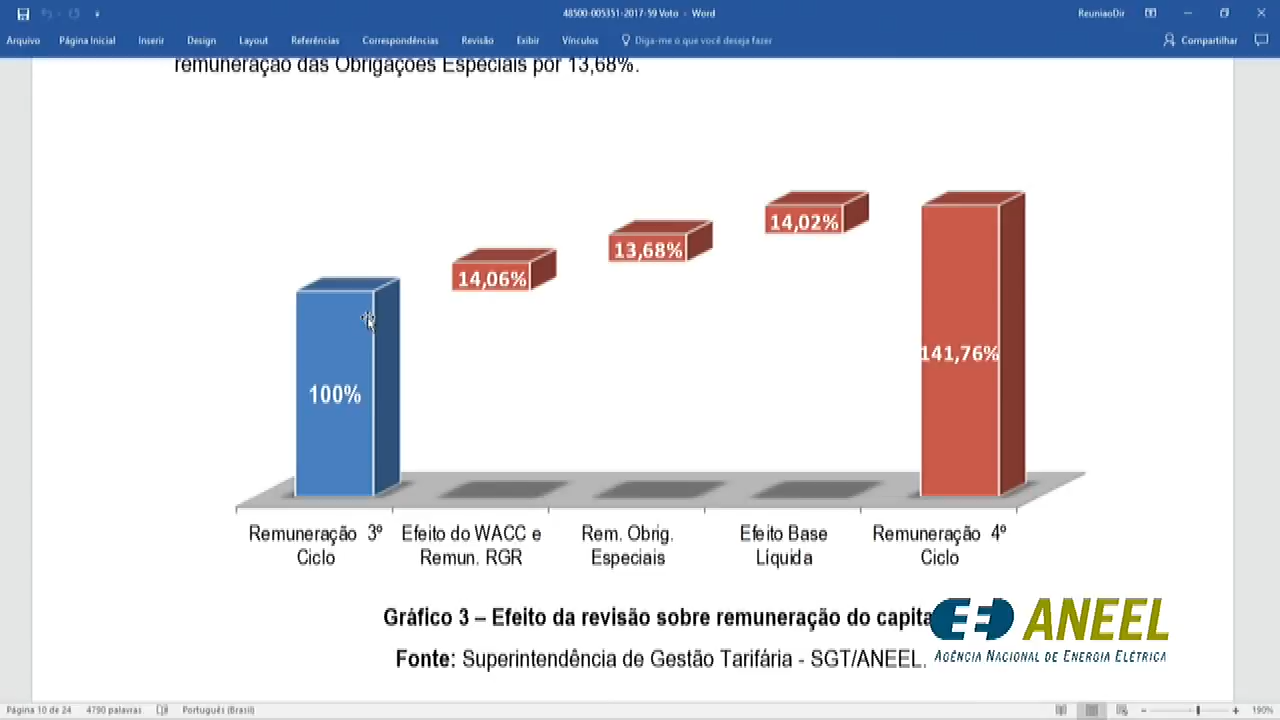 48500-005351-2017-59 Voto - Word
ReuniaoDir
Arquivo Página Inicial Inserir Design Layout Referências Correspondências Revisão Exibir Vínculos Diga-me o que você deseja fazer Compartilhar
remuneração das Obrigações Especiais por 13,68%.
14,02%
13,68%
14,06%
141,76%
100%
Remuneração 3º Ciclo
Efeito do WACC e Remun. RGR
Rem. Obrig. Especiais
Efeito Base Líquida
Remuneração 4º Ciclo
Gráfico 3 – Efeito da revisão sobre remuneração do capita
ANEEL
Fonte: Superintendência de Gestão Tarifária - SGT/ANEEL.
AGÊNCIA NACIONAL DE ENERGIA ELÉTRICA
Página 10 de 24 4790 palavras Português (Brasil) 190%